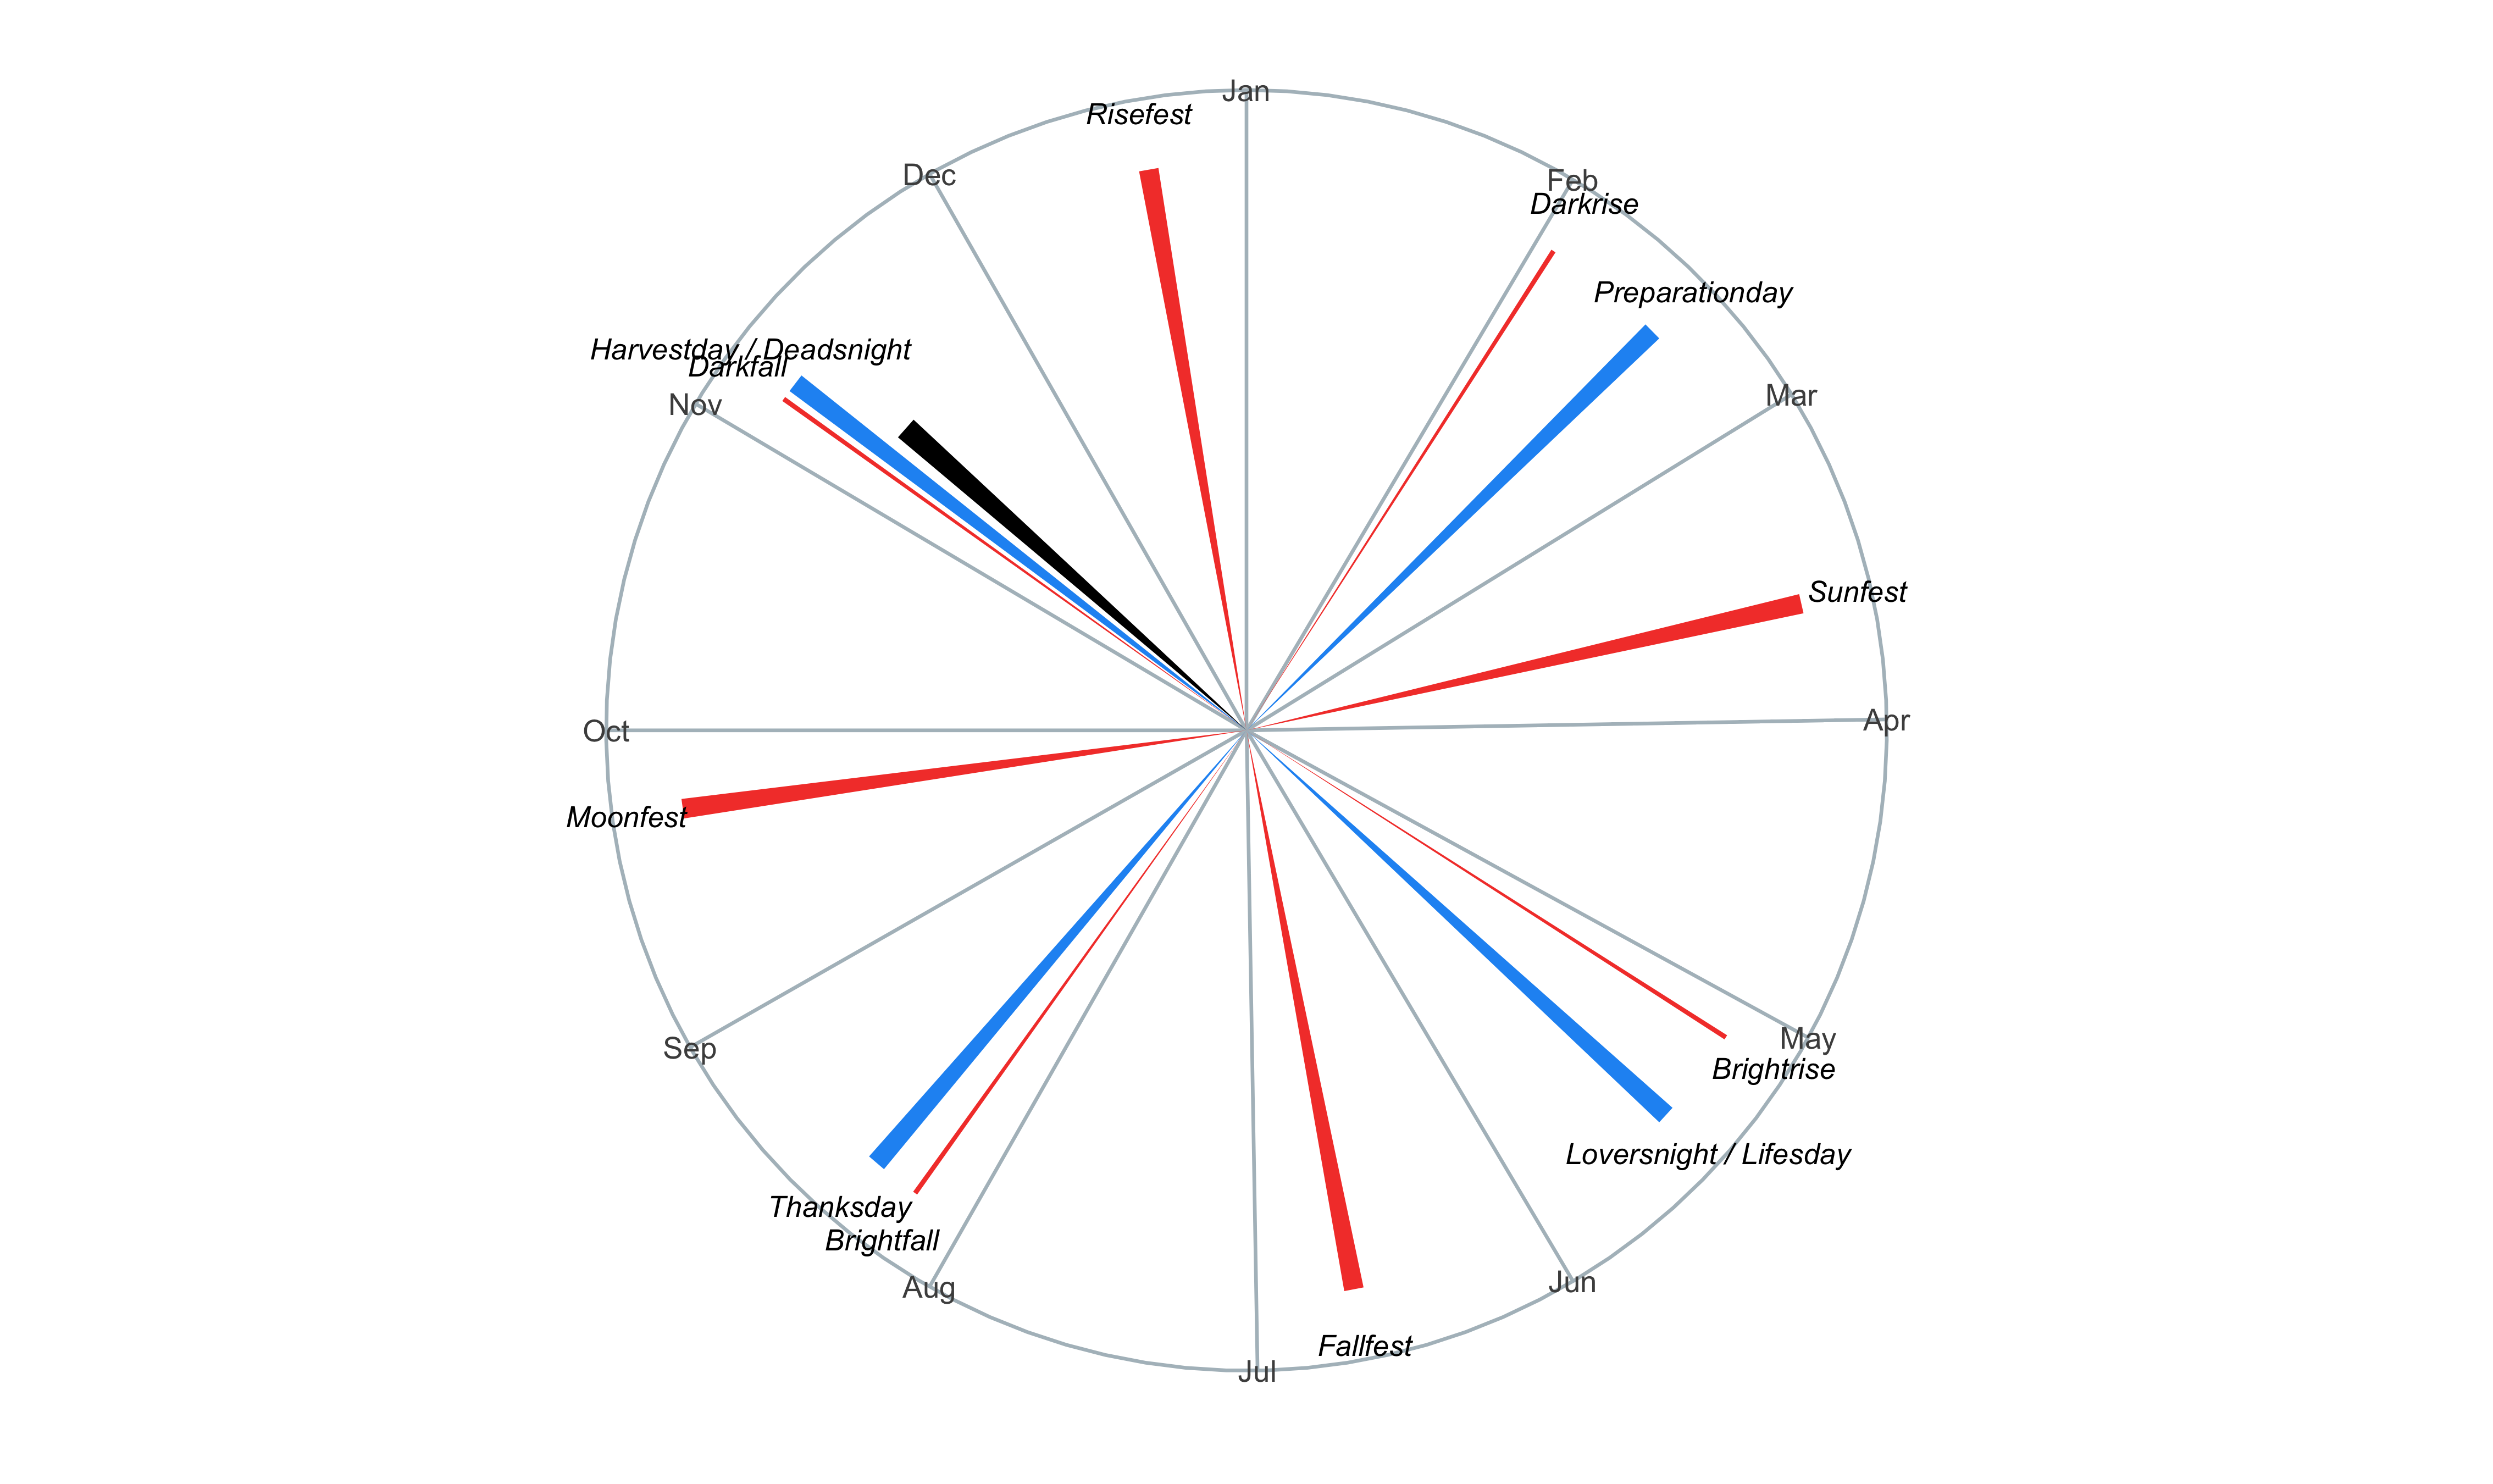 Jan
Risefest
Dec
Feb
Darkrise
Preparationday
Harvestday / Deadsnight
Darkfall
Mar
Nov
Sunfest
Apr
Oct
Moonfest
May
Sep
Brightrise
Loversnight / Lifesday
Thanksday
Brightfall
Jun
Aug
Fallfest
Jul